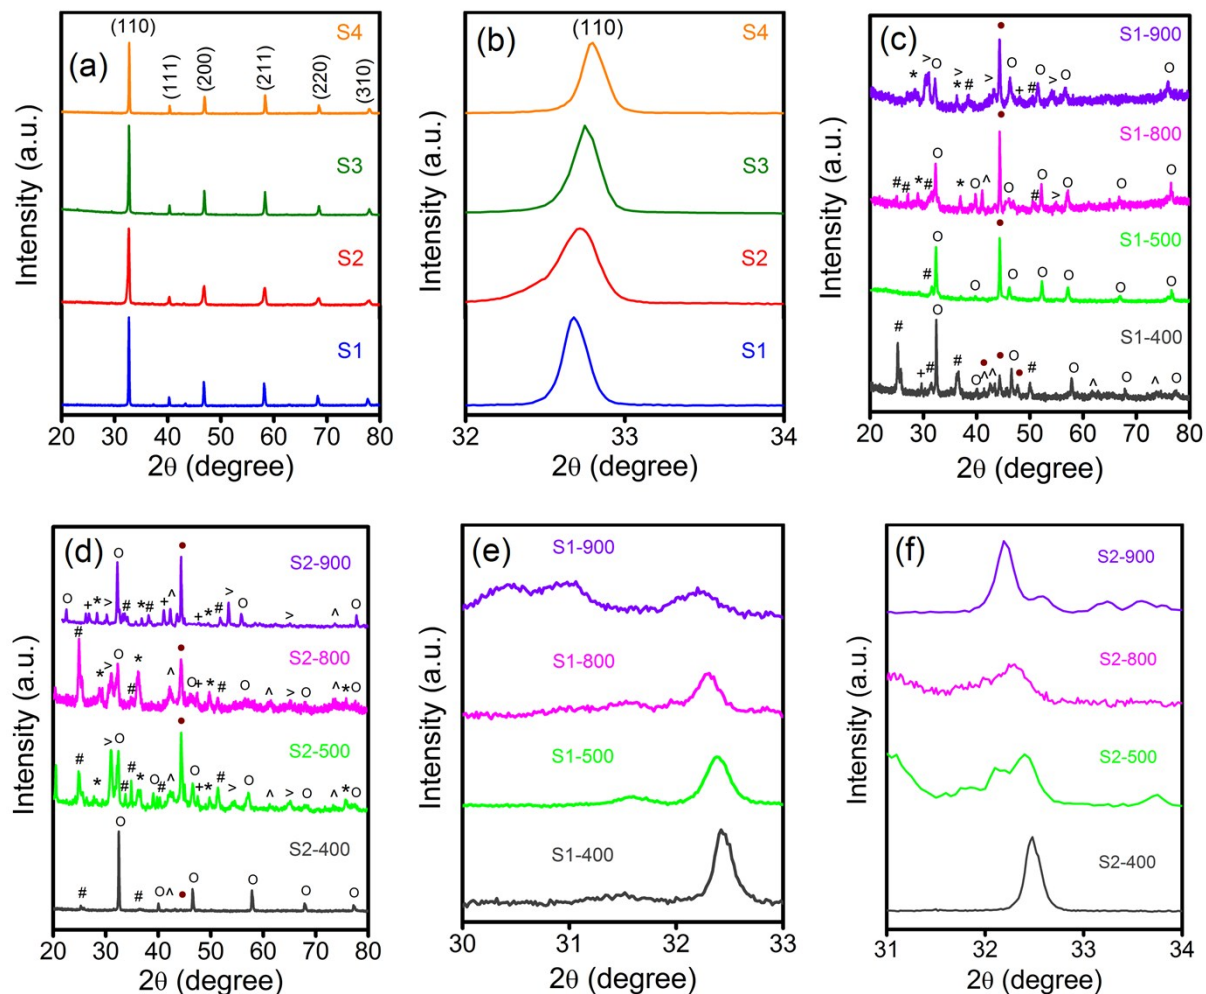 (a)
(110)
(111)
(200)
(211)
(220)
(310)
S4
S3
S2
S1
Intensity (a.u.)
20 30 40 50 60 70 80
2θ (degree)
(b)
(110)
S4
S3
S2
S1
Intensity (a.u.)
32 33 34
2θ (degree)
(c)
S1-900
* > O > * # > O + # O > O O
S1-800
# # * # O * O ^ O # O > O O O
S1-500
# O O O O O O O
S1-400
# + # O # O ^ ^ O # O ^ O ^ O
Intensity (a.u.)
20 30 40 50 60 70 80
2θ (degree)
(d)
S2-900
O + * > O # * # + ^ • + * # > O > ^ O
S2-800
# * > O # * ^ • O + * # O ^ > O ^ * O
S2-500
# * > O # # * O # ^ • O + * # > O ^ > O ^ * O
S2-400
# O # O ^ • O O O O
Intensity (a.u.)
20 30 40 50 60 70 80
2θ (degree)
(e)
S1-900
S1-800
S1-500
S1-400
Intensity (a.u.)
30 31 32 33
2θ (degree)
(f)
S2-900
S2-800
S2-500
S2-400
Intensity (a.u.)
31 32 33 34
2θ (degree)